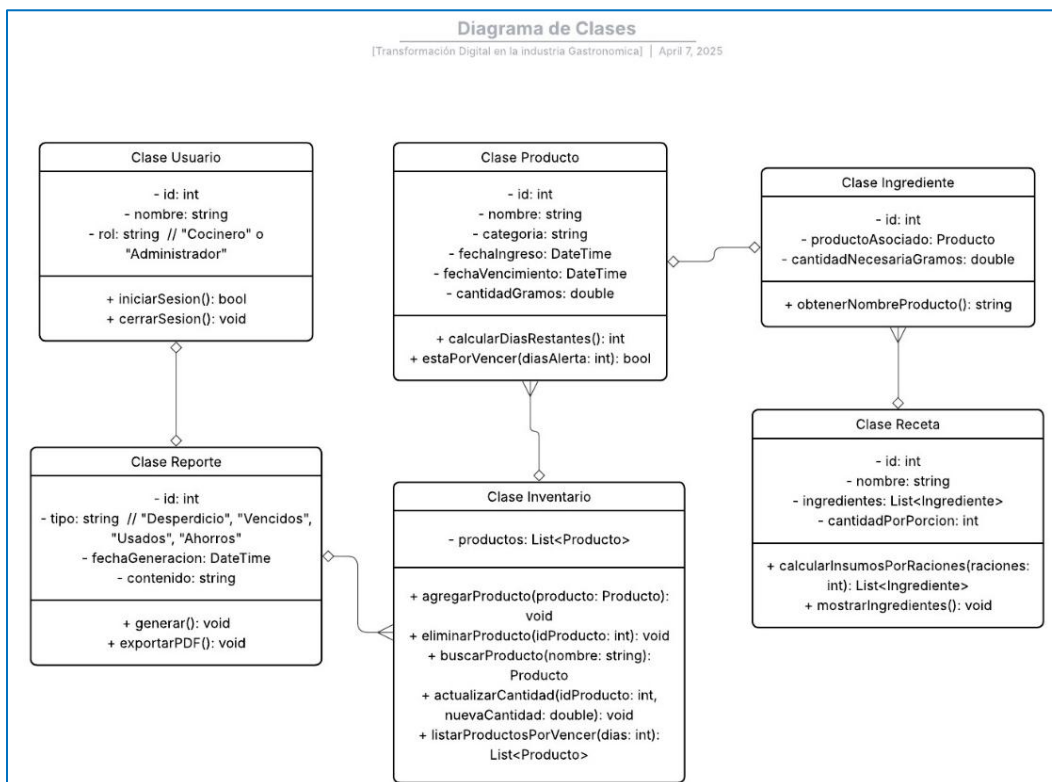 Diagrama de Clases
[Transformación Digital en la industria Gastronomica] | April 7, 2025
Clase Usuario
- id: int
- nombre: string
- rol: string // "Cocinero" o
"Administrador"
+ iniciarSesion(): bool
+ cerrarSesion(): void
Clase Producto
- id: int
- nombre: string
- categoria: string
- fechaIngreso: DateTime
- fechaVencimiento: DateTime
- cantidadGramos: double
+ calcularDiasRestantes(): int
+ estaPorVencer(diasAlerta: int): bool
Clase Ingrediente
- id: int
- productoAsociado: Producto
- cantidadNecesariaGramos: double
+ obtenerNombreProducto(): string
Clase Reporte
- id: int
- tipo: string // "Desperdicio", "Vencidos",
"Usados", "Ahorros"
- fechaGeneracion: DateTime
- contenido: string
+ generar(): void
+ exportarPDF(): void
Clase Inventario
- productos: List<Producto>
+ agregarProducto(producto: Producto):
void
+ eliminarProducto(idProducto: int): void
+ buscarProducto(nombre: string):
Producto
+ actualizarCantidad(idProducto: int,
nuevaCantidad: double): void
+ listarProductosPorVencer(dias: int):
List<Producto>
Clase Receta
- id: int
- nombre: string
- ingredientes: List<Ingrediente>
- cantidadPorPorcion: int
+ calcularInsumosPorRaciones(raciones:
int): List<Ingrediente>
+ mostrarIngredientes(): void